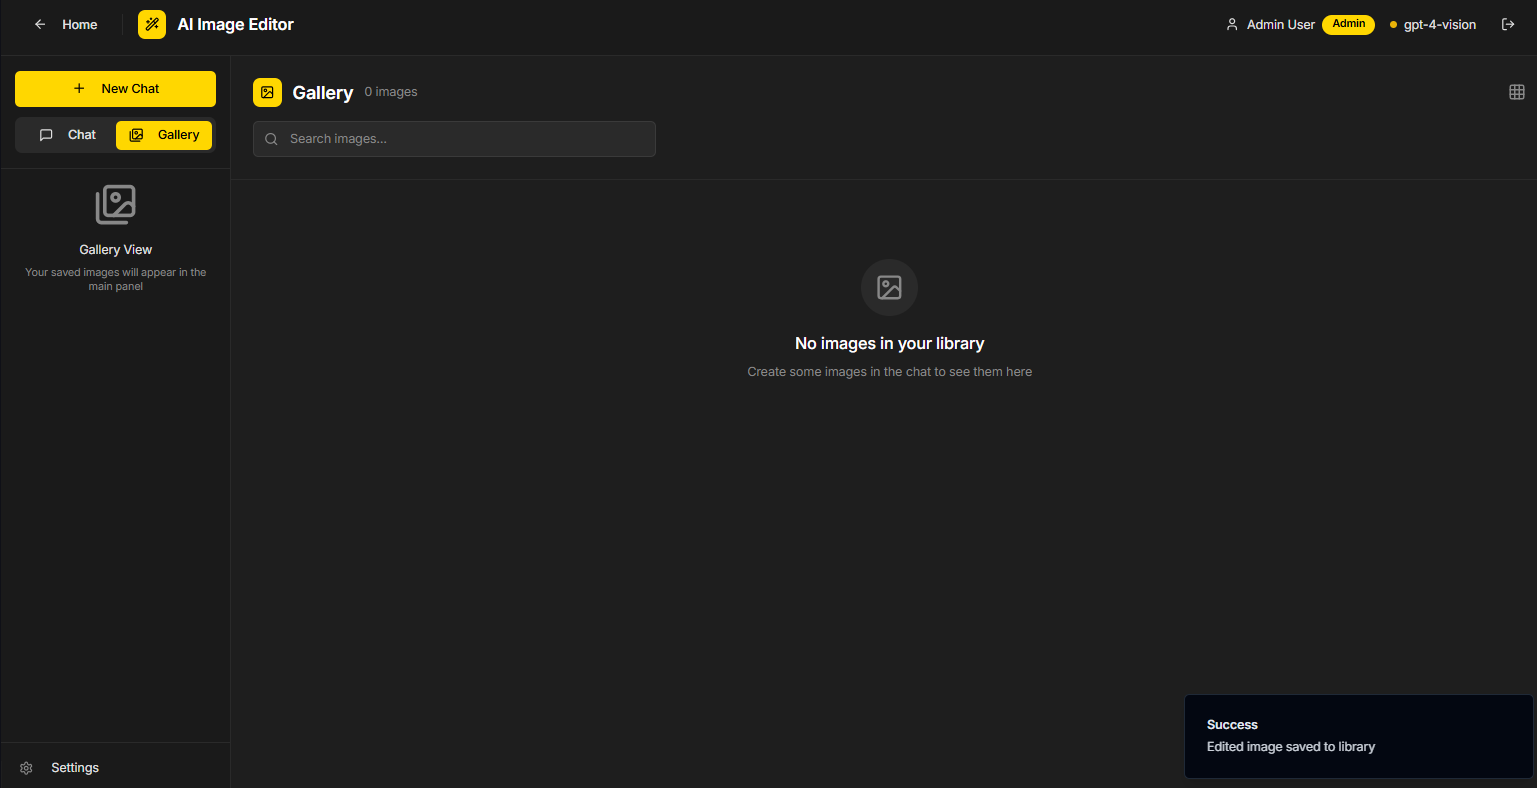 Home
AI Image Editor
Admin User
Admin
gpt-4-vision
New Chat
Chat
Gallery
Gallery View
Your saved images will appear in the
main panel
Settings
Gallery
0 images
Search images...
No images in your library
Create some images in the chat to see them here
Success
Edited image saved to library